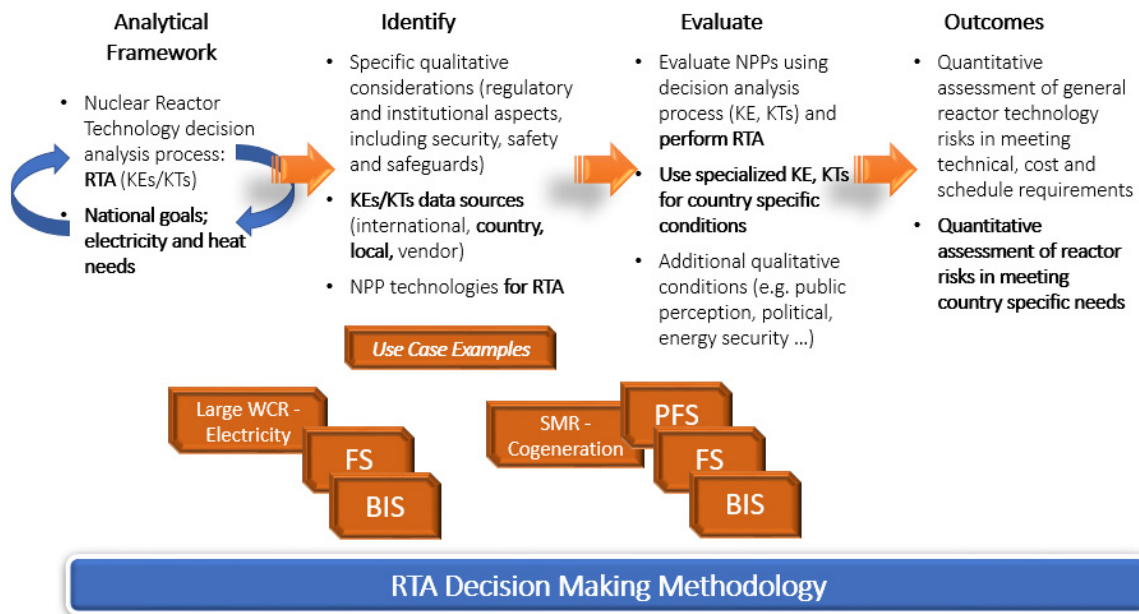 Analytical
Framework
• Nuclear Reactor
Technology decision
analysis process:
RTA (KEs/KTs)
• National goals;
electricity and heat
needs
Identify
• Specific qualitative
considerations (regulatory
and institutional aspects,
including security, safety
and safeguards)
• KEs/KTs data sources
(international, country,
local, vendor)
• NPP technologies for RTA
Evaluate
• Evaluate NPPs using
decision analysis
process (KE, KTs) and
perform RTA
• Use specialized KE, KTs
for country specific
conditions
• Additional qualitative
conditions (e.g. public
perception, political,
energy security ...)
Outcomes
• Quantitative
assessment of general
reactor technology
risks in meeting
technical, cost and
schedule requirements
• Quantitative
assessment of reactor
risks in meeting
country specific needs
Use Case Examples
Large WCR -
Electricity
FS
BIS
SMR -
Cogeneration
PFS
FS
BIS
RTA Decision Making Methodology